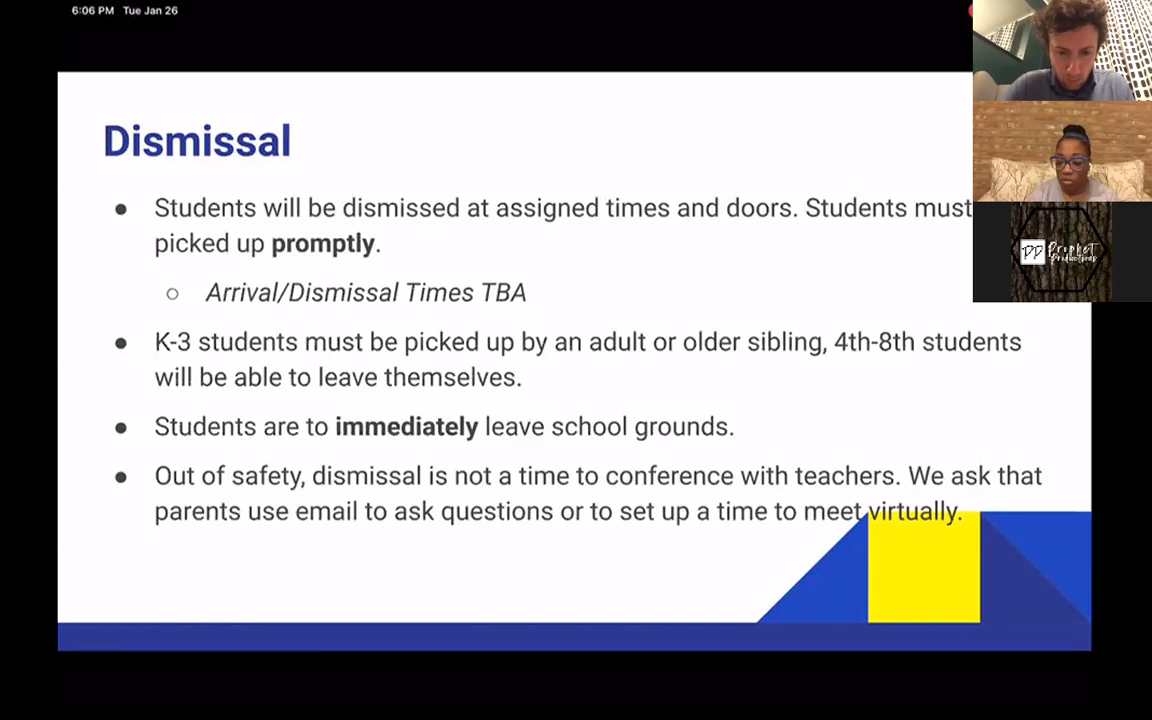 6:06 PM Tue Jan 26
Dismissal
● Students will be dismissed at assigned times and doors. Students must
picked up promptly.
○ Arrival/Dismissal Times TBA
● K-3 students must be picked up by an adult or older sibling, 4th-8th students
will be able to leave themselves.
● Students are to immediately leave school grounds.
● Out of safety, dismissal is not a time to conference with teachers. We ask that
parents use email to ask questions or to set up a time to meet virtually.
Prophet
Productions